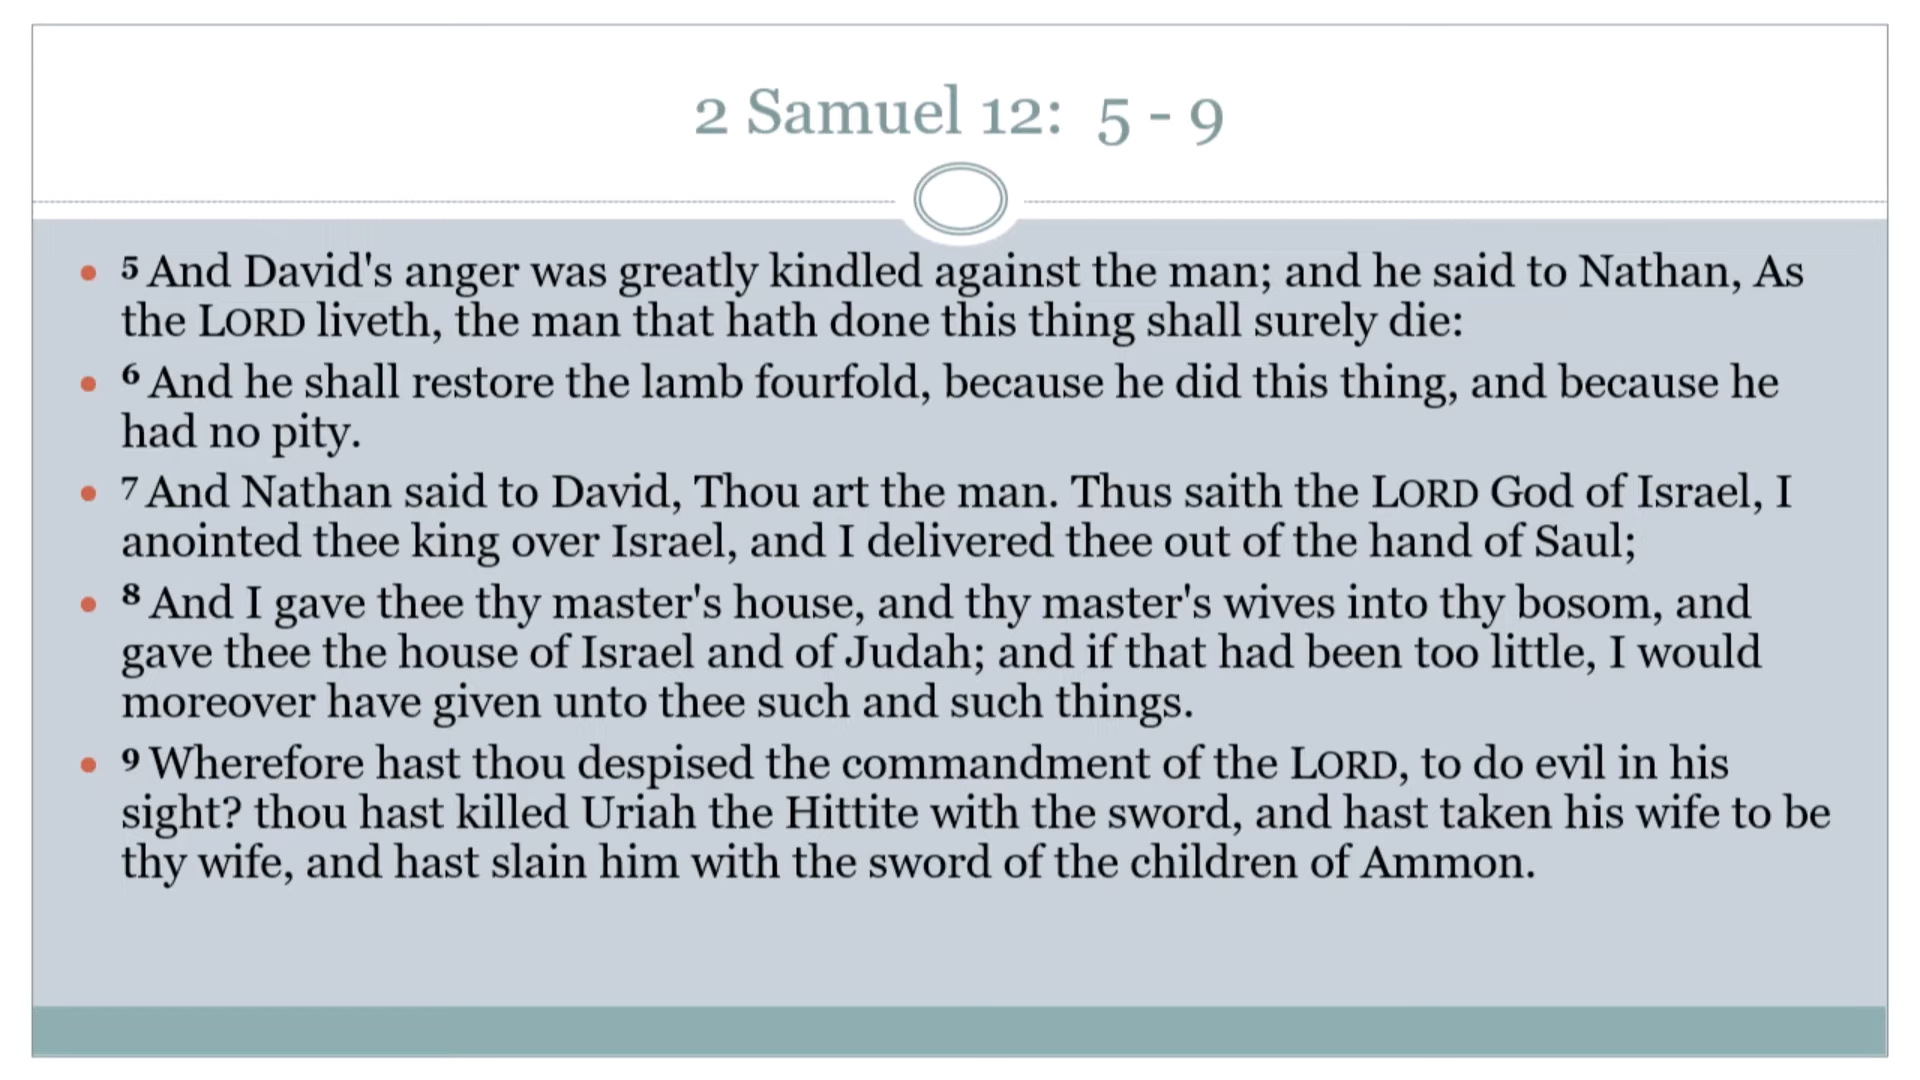 2 Samuel 12:  5 - 9
• 5 And David's anger was greatly kindled against the man; and he said to Nathan, As
the LORD liveth, the man that hath done this thing shall surely die:
• 6 And he shall restore the lamb fourfold, because he did this thing, and because he
had no pity.
• 7 And Nathan said to David, Thou art the man. Thus saith the LORD God of Israel, I
anointed thee king over Israel, and I delivered thee out of the hand of Saul;
• 8 And I gave thee thy master's house, and thy master's wives into thy bosom, and
gave thee the house of Israel and of Judah; and if that had been too little, I would
moreover have given unto thee such and such things.
• 9 Wherefore hast thou despised the commandment of the LORD, to do evil in his
sight? thou hast killed Uriah the Hittite with the sword, and hast taken his wife to be
thy wife, and hast slain him with the sword of the children of Ammon.